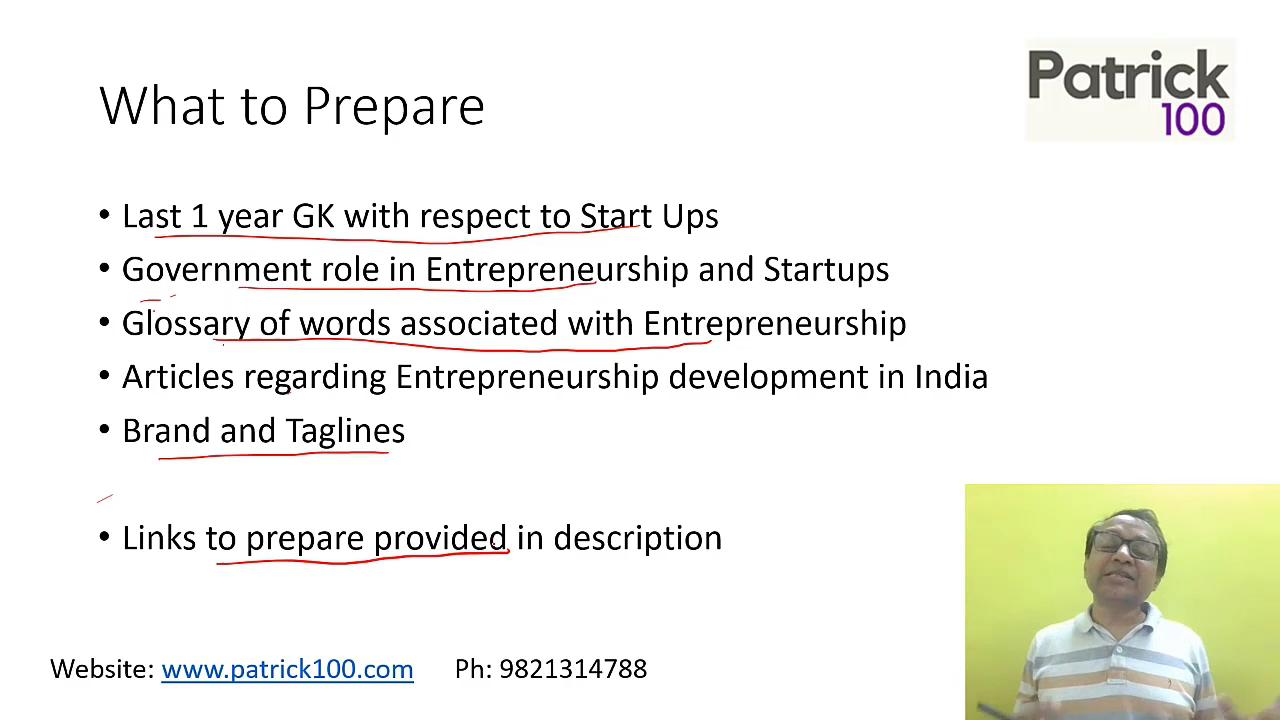 What to Prepare
Patrick
100
• Last 1 year GK with respect to Start Ups
• Government role in Entrepreneurship and Startups
• Glossary of words associated with Entrepreneurship
• Articles regarding Entrepreneurship development in India
• Brand and Taglines
• Links to prepare provided in description
Website: www.patrick100.com Ph: 9821314788